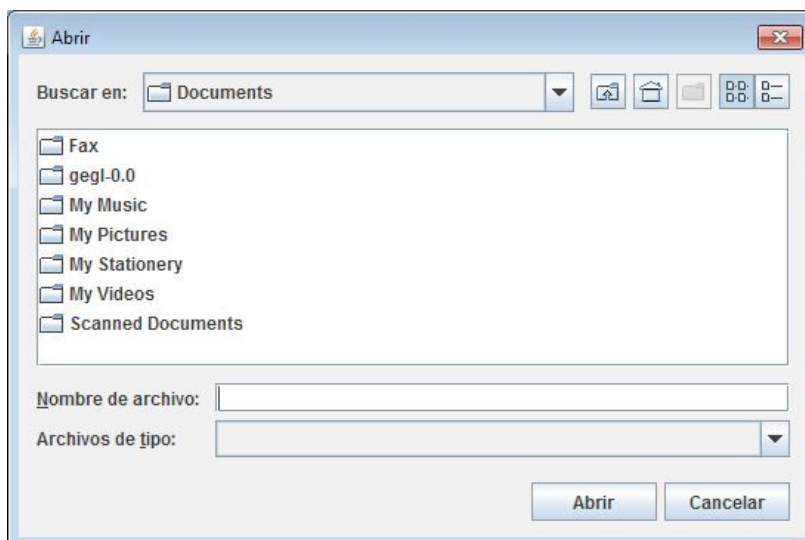 Abrir
Buscar en: Documents
Fax
gegl-0.0
My Music
My Pictures
My Stationery
My Videos
Scanned Documents
Nombre de archivo:
Archivos de tipo:
Abrir Cancelar